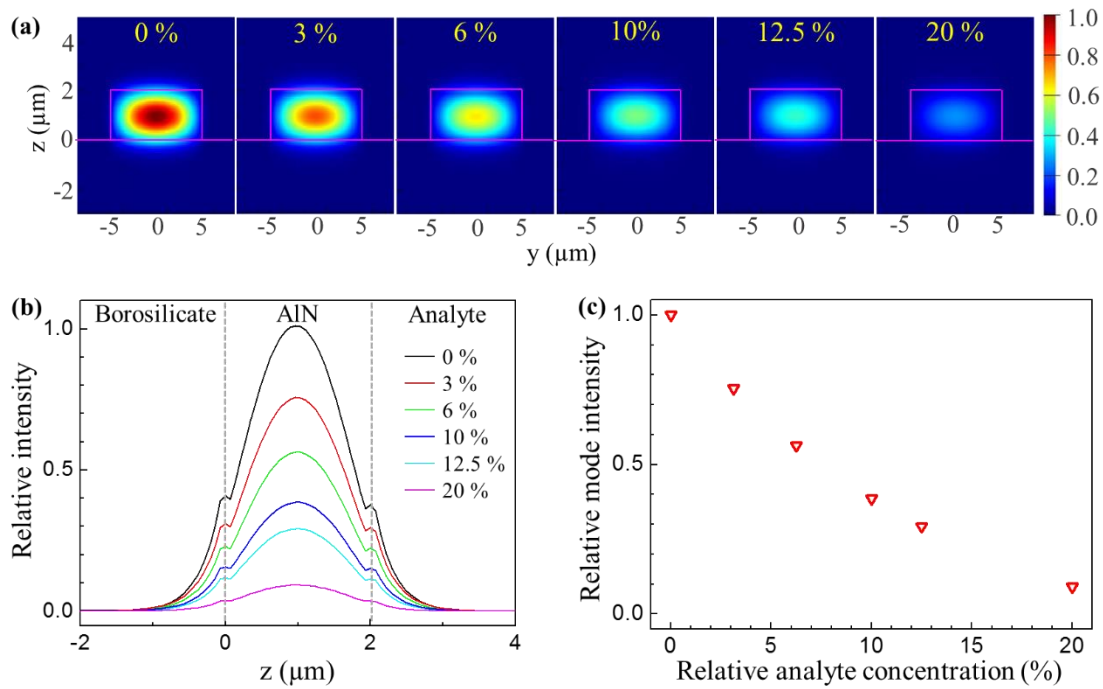 (a)
0 %
3 %
6 %
10%
12.5 %
20 %
1.0
0.8
0.6
0.4
0.2
0.0
4
2
0
-2
z (µm)
-5 0 5
-5 0 5
-5 0 5
-5 0 5
-5 0 5
-5 0 5
y (µm)
(b)
Borosilicate
AlN
Analyte
0 %
3 %
6 %
10 %
12.5 %
20 %
1.0
0.5
0.0
Relative intensity
-2 0 2 4
z (µm)
(c)
1.0
0.5
0.0
Relative mode intensity
0 5 10 15 20
Relative analyte concentration (%)